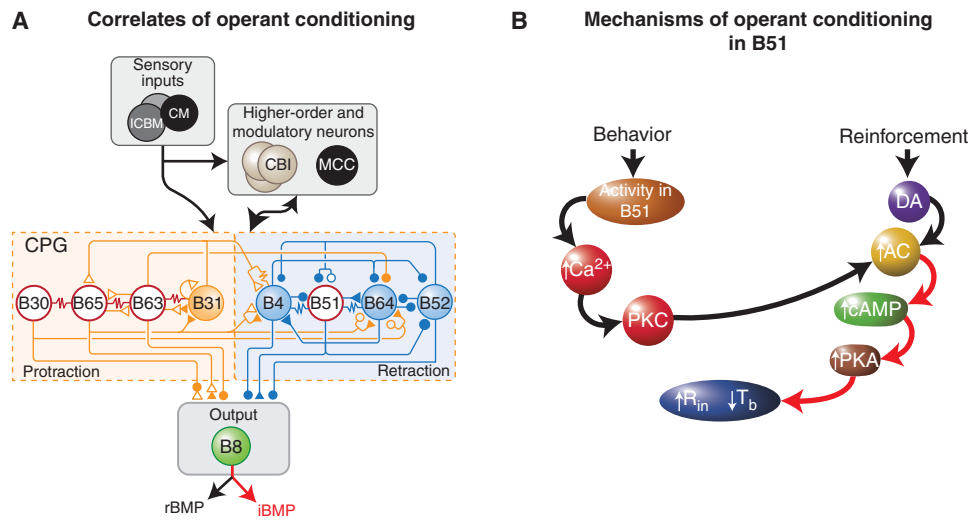 A
Correlates of operant conditioning
Sensory
inputs
ICBM
CM
Higher-order and
modulatory neurons
CBI
MCC
CPG
B30
B65
B63
B31
B4
B51
B64
B52
Protraction
Retraction
Output
B8
rBMP
iBMP
B
Mechanisms of operant conditioning
in B51
Behavior
Reinforcement
Activity in
B51
DA
↑Ca²⁺
↑AC
PKC
↑cAMP
↑PKA
↑R_in ↓T_b